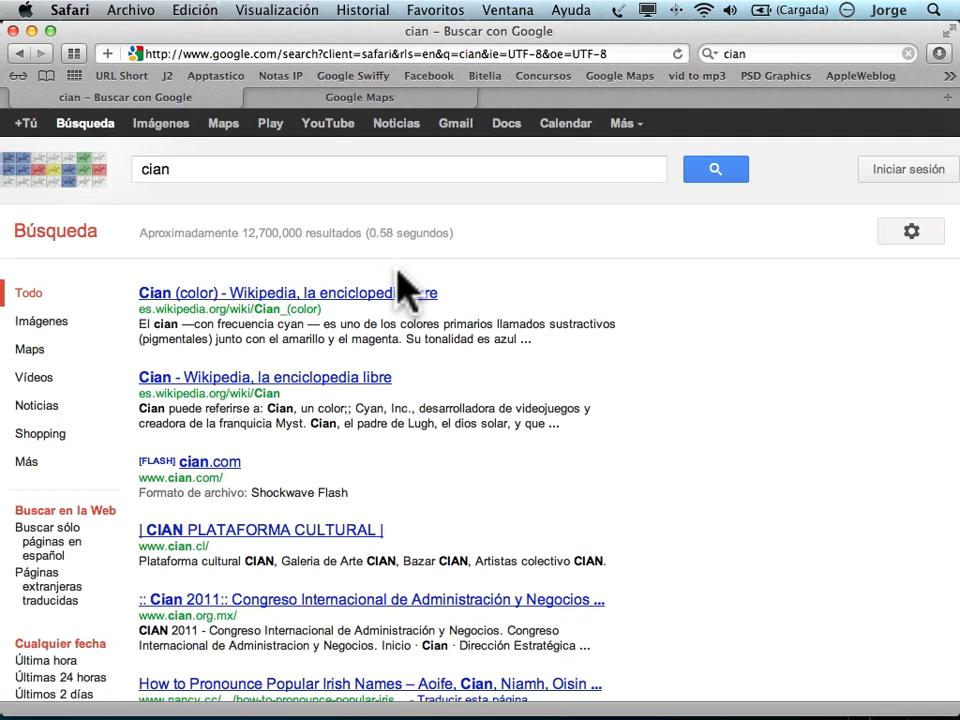 Safari Archivo Edición Visualización Historial Favoritos Ventana Ayuda (Cargada) Jorge
cian – Buscar con Google
http://www.google.com/search?client=safari&rls=en&q=cian&ie=UTF-8&oe=UTF-8 cian
URL Short J2 Apptastico Notas IP Google Swiffy Facebook Bitelia Concursos Google Maps vid to mp3 PSD Graphics AppleWeblog
cian – Buscar con Google Google Maps
+Tú Búsqueda Imágenes Maps Play YouTube Noticias Gmail Docs Calendar Más
cian Iniciar sesión
Búsqueda Aproximadamente 12,700,000 resultados (0.58 segundos)
Todo
Imágenes
Maps
Vídeos
Noticias
Shopping
Más
Buscar en la Web
Buscar sólo
páginas en
español
Páginas
extranjeras
traducidas
Cualquier fecha
Última hora
Últimas 24 horas
Últimos 2 días
Cian (color) - Wikipedia, la
es.wikipedia.org/wiki/Cian_(color)
El cian —con frecuencia cyan — es uno de los colores primarios llamados sustractivos
(pigmentales) junto con el amarillo y el magenta. Su tonalidad es azul ...
Cian - Wikipedia, la enciclopedia libre
es.wikipedia.org/wiki/Cian
Cian puede referirse a: Cian, un color;; Cyan, Inc., desarrolladora de videojuegos y
creadora de la franquicia Myst. Cian, el padre de Lugh, el dios solar, y que ...
[FLASH] cian.com
www.cian.com/
Formato de archivo: Shockwave Flash
| CIAN PLATAFORMA CULTURAL |
www.cian.cl/
Plataforma cultural CIAN, Galeria de Arte CIAN, Bazar CIAN, Artistas colectivo CIAN.
:: Cian 2011:: Congreso Internacional de Administración y Negocios ...
www.cian.org.mx/
CIAN 2011 - Congreso Internacional de Administración y Negocios. Congreso
Internacional de Administracion y Negocios. Inicio · Cian · Dirección Estratégica ...
How to Pronounce Popular Irish Names – Aoife, Cian, Niamh, Oisin ...
www.nancy.cc/.../how-to-pronounce-popular-iris... - Traducir esta página